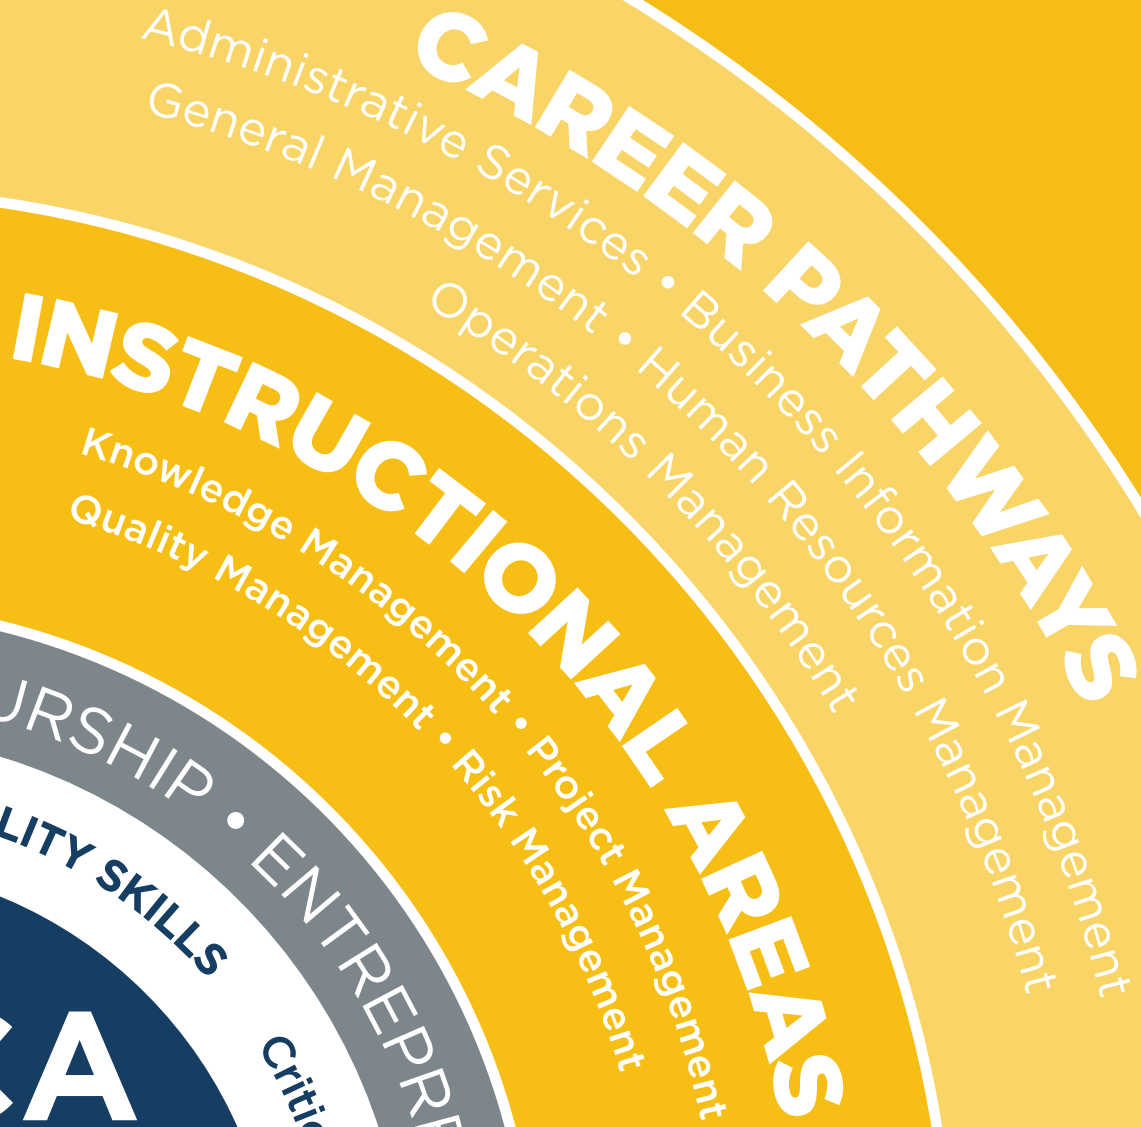 CAREER PATHWAYS
Administrative Services • Business Information Management
General Management • Human Resources Management
Operations Management
INSTRUCTIONAL AREAS
Knowledge Management • Project Management
Quality Management • Risk Management
URSHIP • ENTREPR
LITY SKILLS
Critic
CA